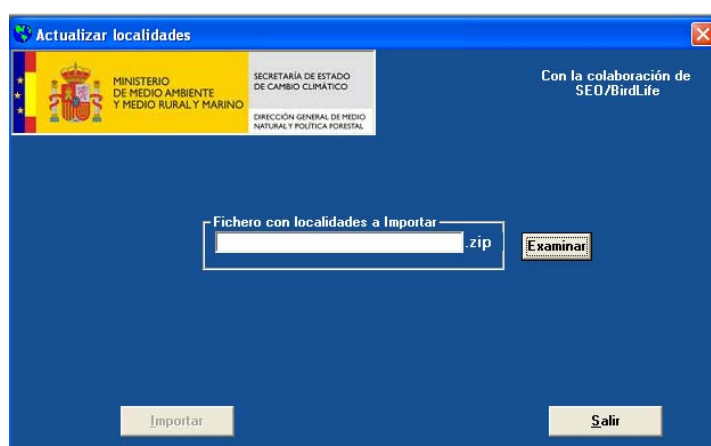 Actualizar localidades
MINISTERIO
DE MEDIO AMBIENTE
Y MEDIO RURAL Y MARINO
SECRETARÍA DE ESTADO
DE CAMBIO CLIMÁTICO
DIRECCIÓN GENERAL DE MEDIO
NATURAL Y POLÍTICA FORESTAL
Con la colaboración de
SEO/BirdLife
Fichero con localidades a Importar
.zip
Examinar
Importar
Salir